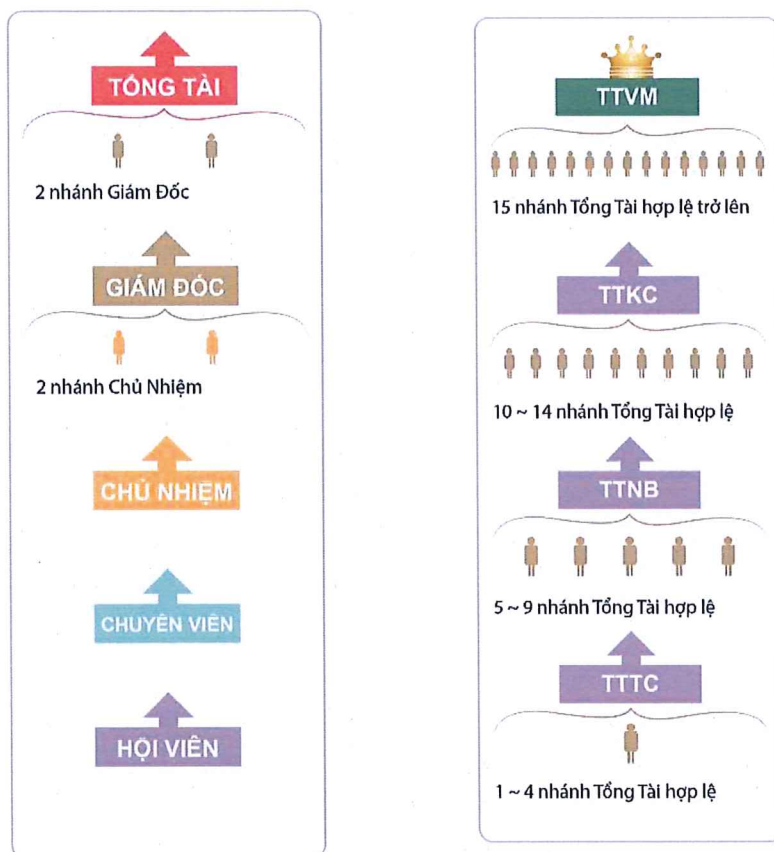 TỔNG TÀI
2 nhánh Giám Đốc
GIÁM ĐỐC
2 nhánh Chủ Nhiệm
CHỦ NHIỆM
CHUYÊN VIÊN
HỘI VIÊN
TTVM
15 nhánh Tổng Tài hợp lệ trở lên
TTKC
10 ~ 14 nhánh Tổng Tài hợp lệ
TTNB
5 ~ 9 nhánh Tổng Tài hợp lệ
TTTC
1 ~ 4 nhánh Tổng Tài hợp lệ